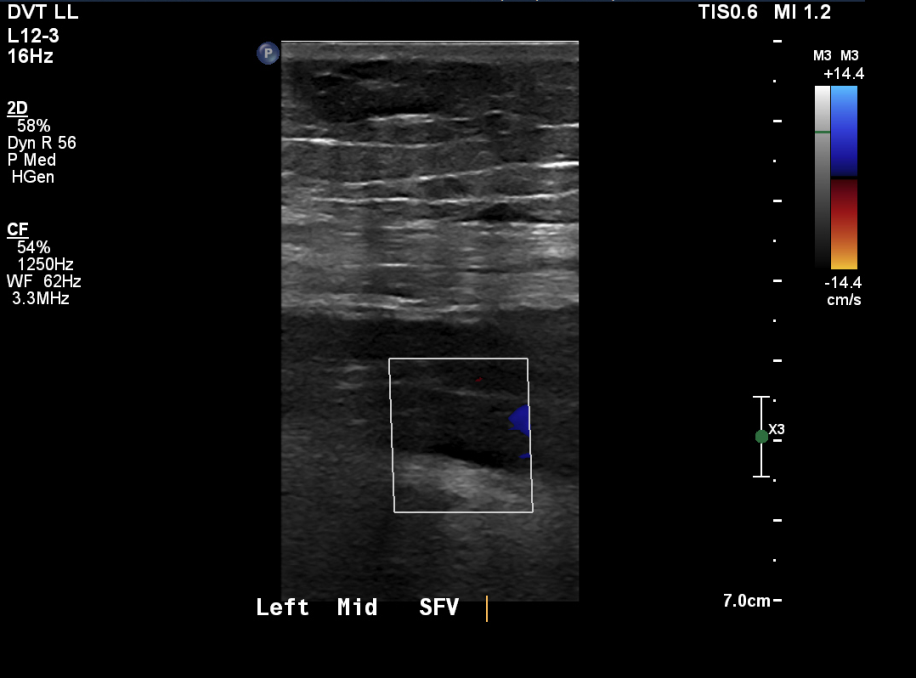 DVT LL
L12-3
16Hz
2D
58%
Dyn R 56
P Med
HGen
CF
54%
1250Hz
WF 62Hz
3.3MHz
P
TIS0.6 MI 1.2
M3 M3
+14.4
-14.4
cm/s
X3
7.0cm
Left Mid SFV